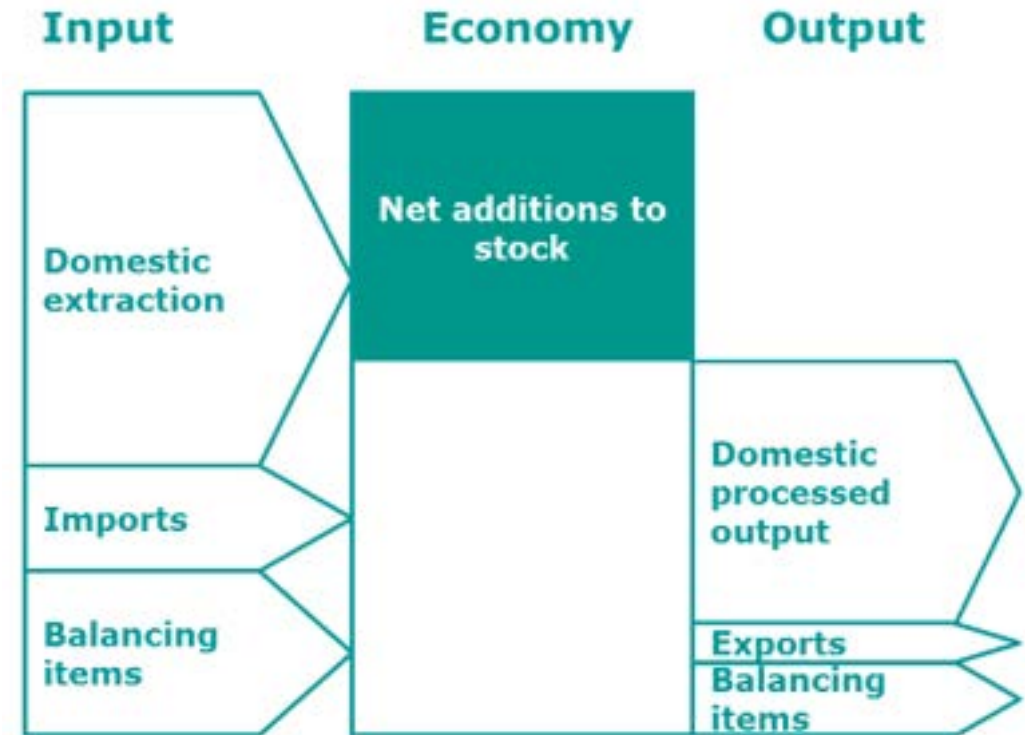 Input
Economy
Output
Net additions to
stock
Domestic
extraction
Imports
Balancing
items
Domestic
processed
output
Exports
Balancing
items